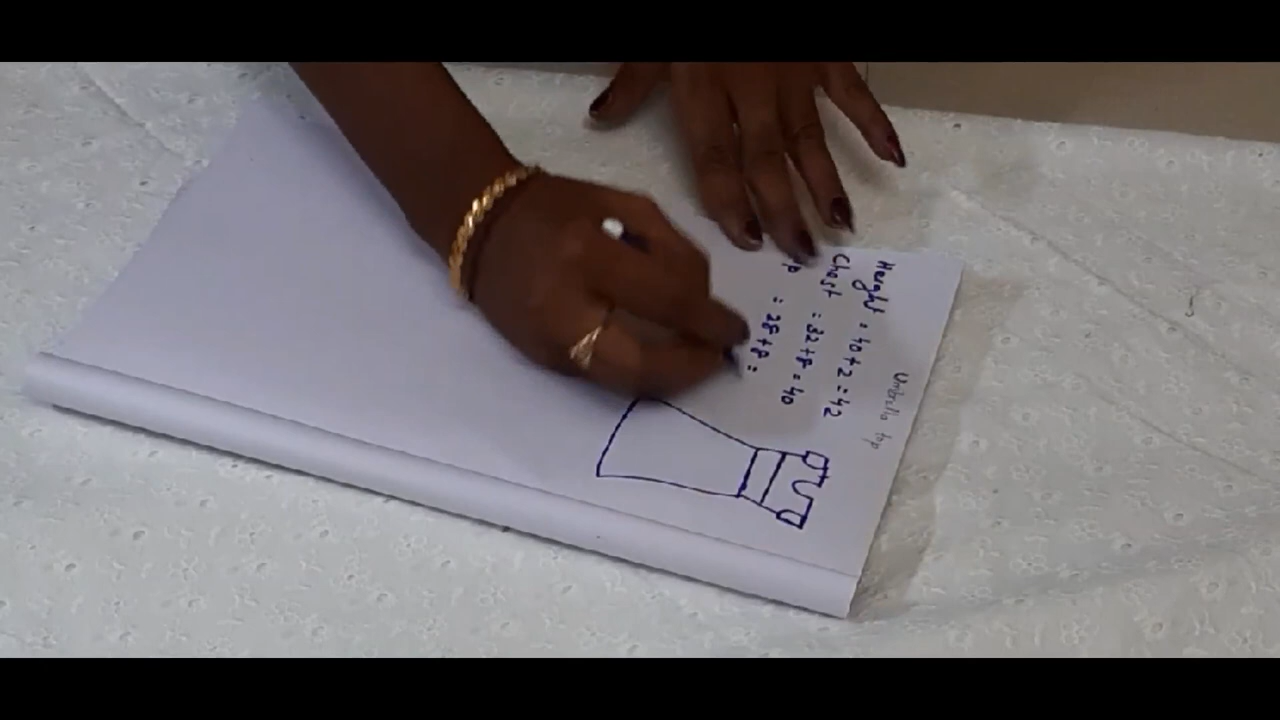 Umbrella top
Height = 40+2 = 42
Chest = 32+8 = 40
= 28+8 =